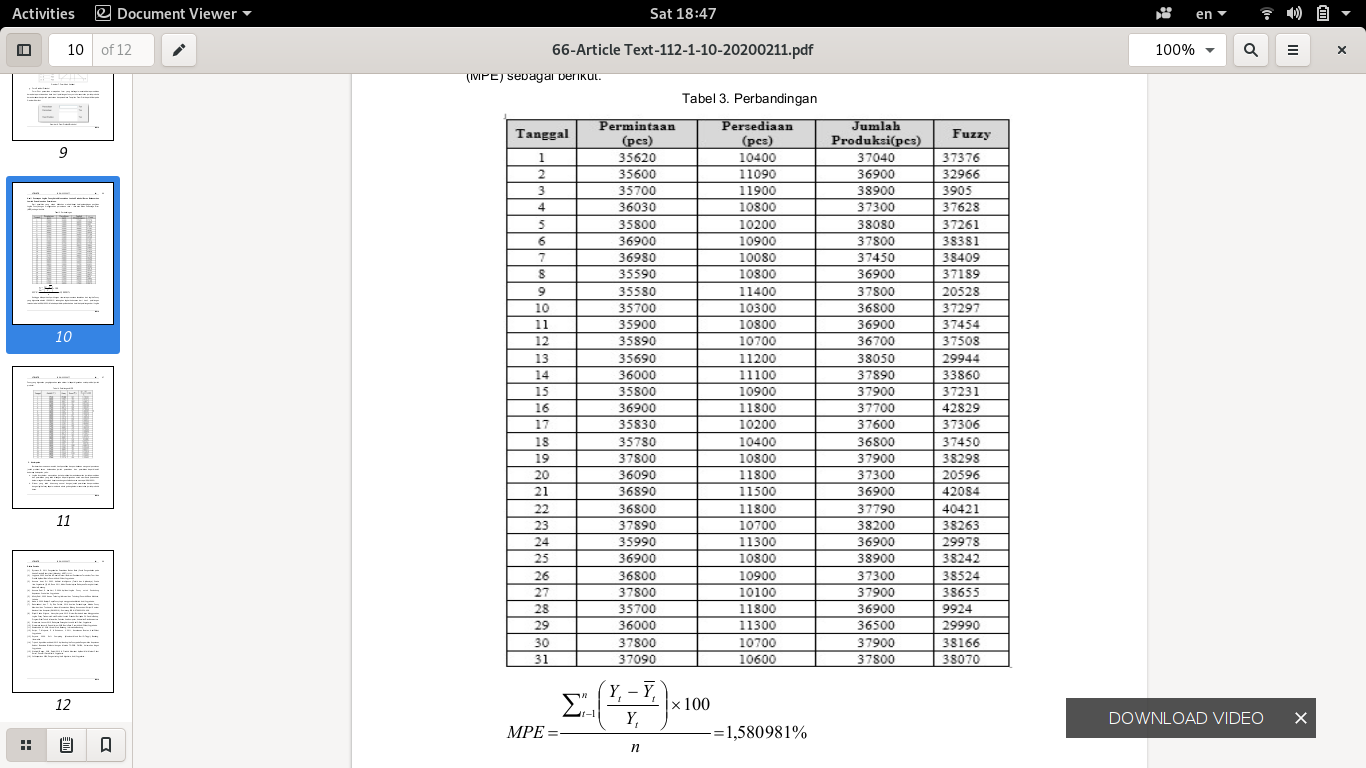 Activities Document Viewer Sat 18:47 en
10 of 12 66-Article Text-112-1-10-20200211.pdf 100%
9
10
11
12
(MPE) sebagai berikut.
Tabel 3. Perbandingan
Tanggal Permintaan (pcs) Persediaan (pcs) Jumlah Produksi(pcs) Fuzzy
1 35620 10400 37040 37376
2 35600 11090 36900 32966
3 35700 11900 38900 3905
4 36030 10800 37300 37628
5 35800 10200 38080 37261
6 36900 10900 37800 38381
7 36980 10080 37450 38409
8 35590 10800 36900 37189
9 35580 11400 37800 20528
10 35700 10300 36800 37297
11 35900 10800 36900 37454
12 35890 10700 36700 37508
13 35690 11200 38050 29944
14 36000 11100 37890 33860
15 35800 10900 37900 37231
16 36900 11800 37700 42829
17 35830 10200 37600 37306
18 35780 10400 36800 37450
19 37800 10800 37900 38298
20 36090 11800 37300 20596
21 36890 11500 36900 42084
22 36800 11800 37790 40421
23 37890 10700 38200 38263
24 35990 11300 36900 29978
25 36900 10800 38900 38242
26 36800 10900 37300 38524
27 37800 10100 37900 38655
28 35700 11800 36900 9924
29 36000 11300 36500 29990
30 37800 10700 37900 38166
31 37090 10600 37800 38070
MPE = ∑ⁿₜ₋₁ ((Yₜ − Y̅ₜ) / Yₜ) × 100 / n = 1,580981%
DOWNLOAD VIDEO